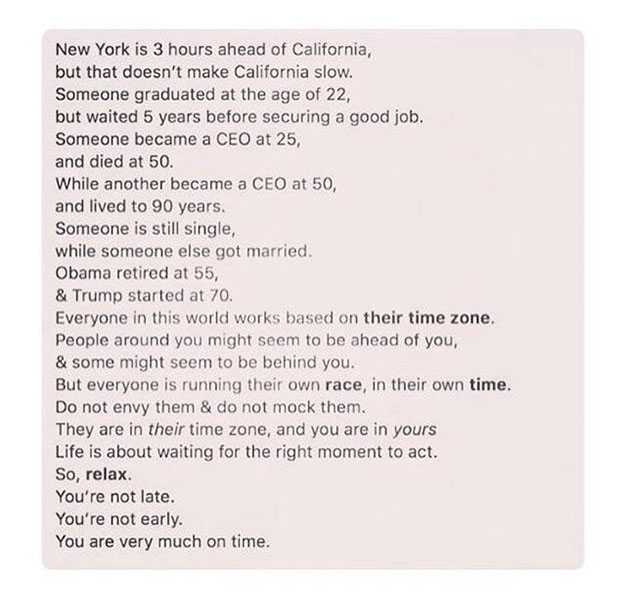 New York is 3 hours ahead of California,
but that doesn't make California slow.
Someone graduated at the age of 22,
but waited 5 years before securing a good job.
Someone became a CEO at 25,
and died at 50.
While another became a CEO at 50,
and lived to 90 years.
Someone is still single,
while someone else got married.
Obama retired at 55,
& Trump started at 70.
Everyone in this world works based on their time zone.
People around you might seem to be ahead of you,
& some might seem to be behind you.
But everyone is running their own race, in their own time.
Do not envy them & do not mock them.
They are in their time zone, and you are in yours
Life is about waiting for the right moment to act.
So, relax.
You're not late.
You're not early.
You are very much on time.